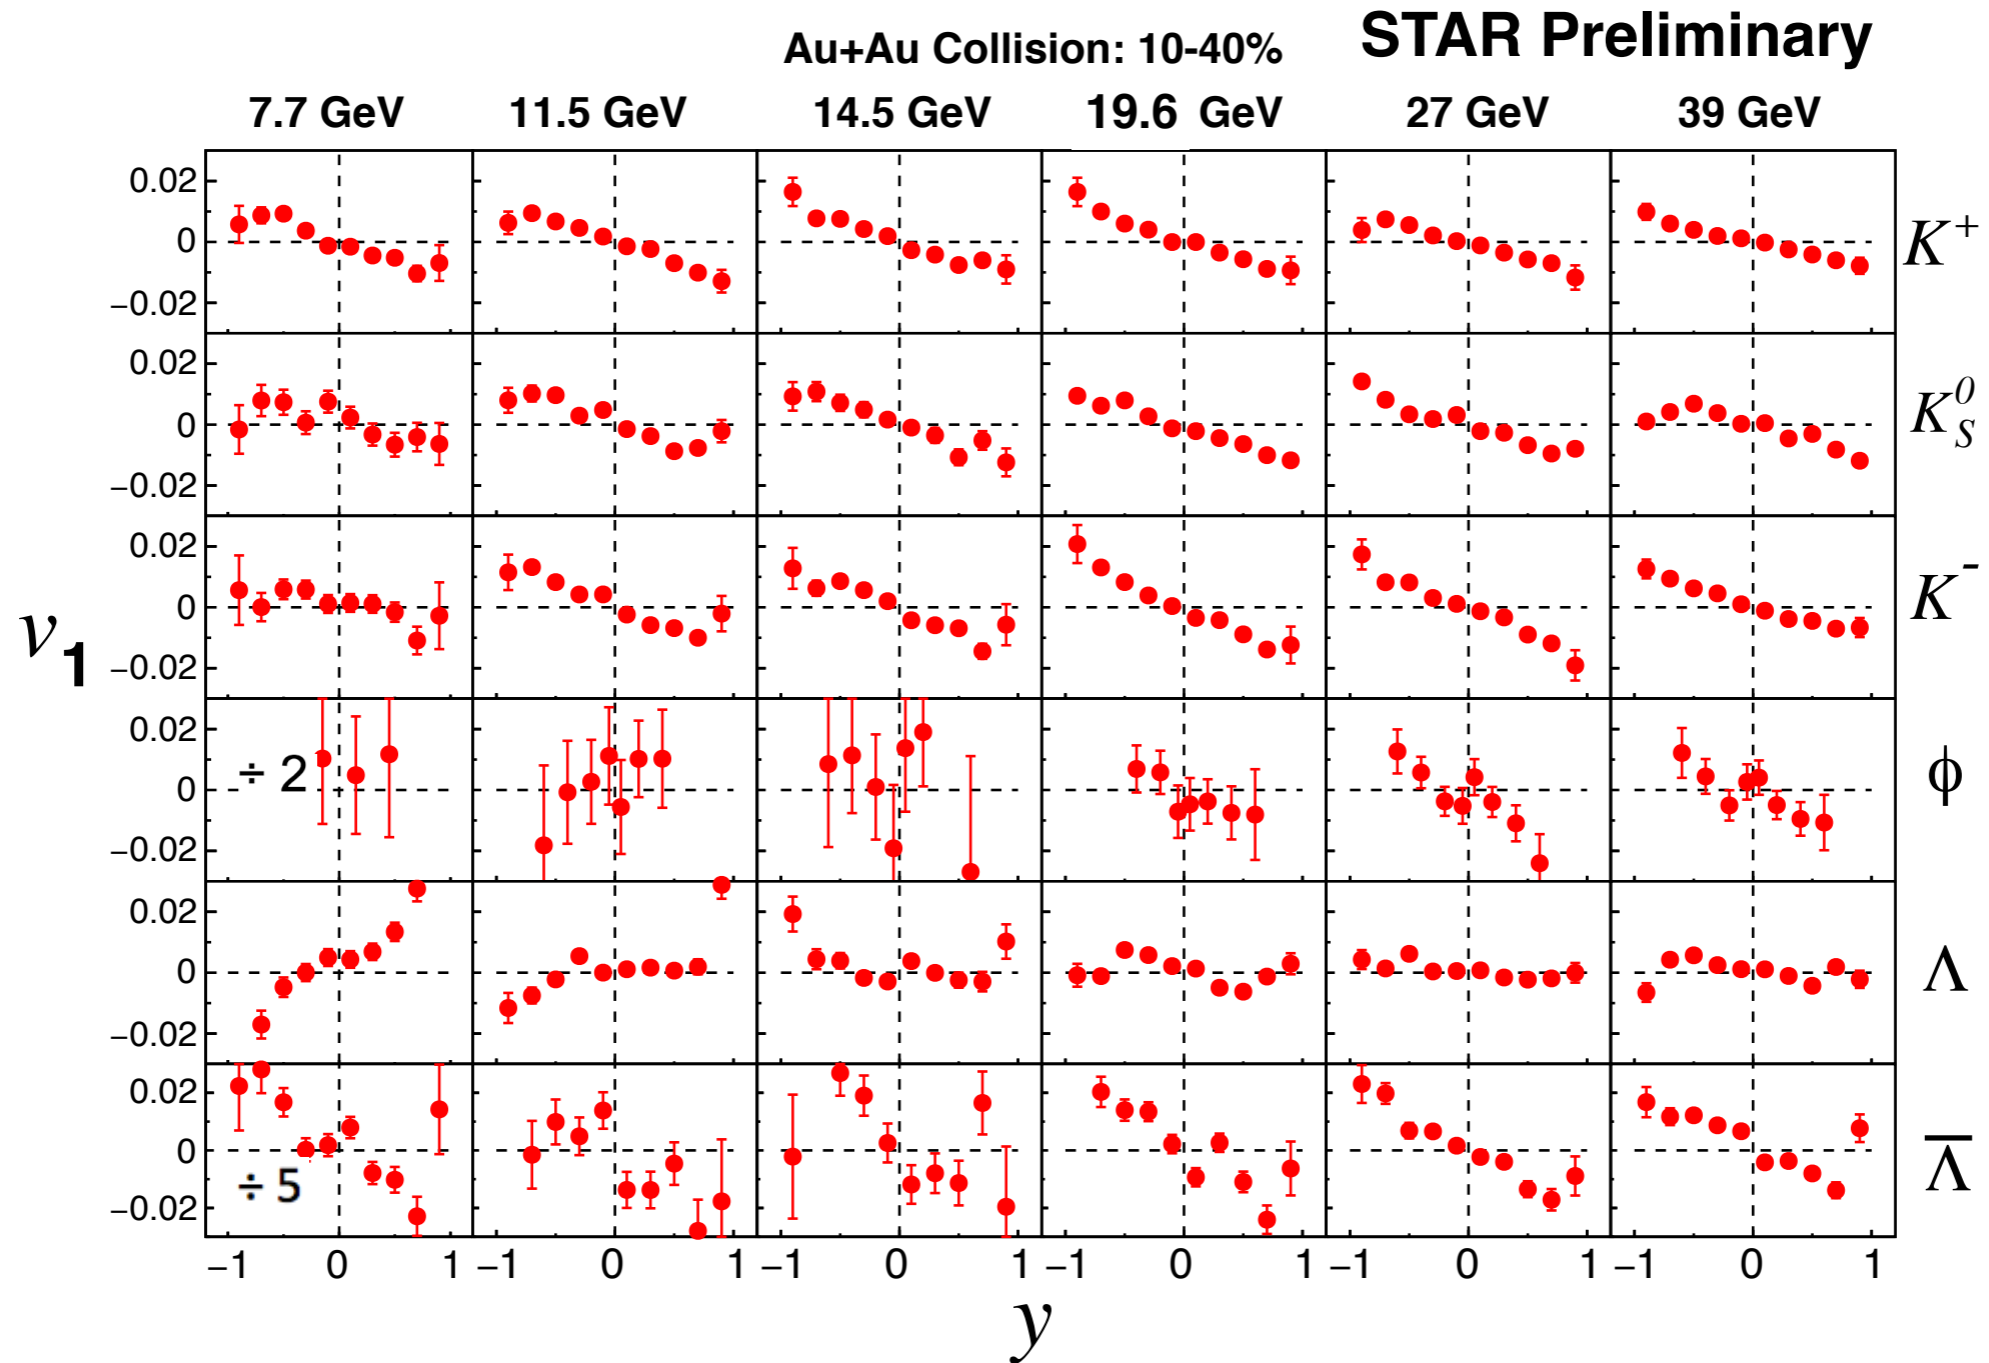 STAR Preliminary
Au+Au Collision: 10-40%
7.7 GeV 11.5 GeV 14.5 GeV 19.6 GeV 27 GeV 39 GeV
0.02
0
−0.02
K+
0.02
0
−0.02
K0S
0.02
0
−0.02
K-
v1
0.02
0
−0.02
÷ 2
ϕ
0.02
0
−0.02
Λ
0.02
0
−0.02
÷ 5
Λ̅
−1 0 1 −1 0 1 −1 0 1 −1 0 1 −1 0 1 −1 0 1
y